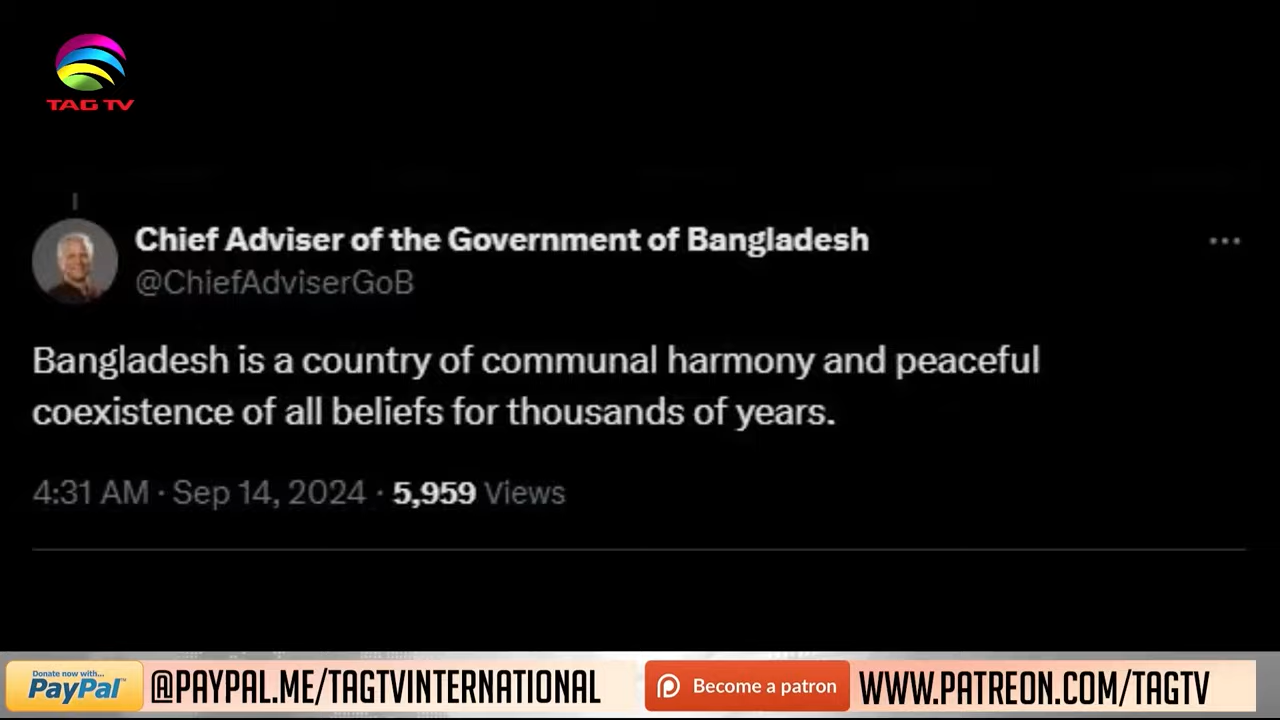 TAG TV
Chief Adviser of the Government of Bangladesh
@ChiefAdviserGoB
Bangladesh is a country of communal harmony and peaceful
coexistence of all beliefs for thousands of years.
4:31 AM · Sep 14, 2024 · 5,959 Views
Donate now with...
PayPal™
@PAYPAL.ME/TAGTVINTERNATIONAL
Become a patron
WWW.PATREON.COM/TAGTV